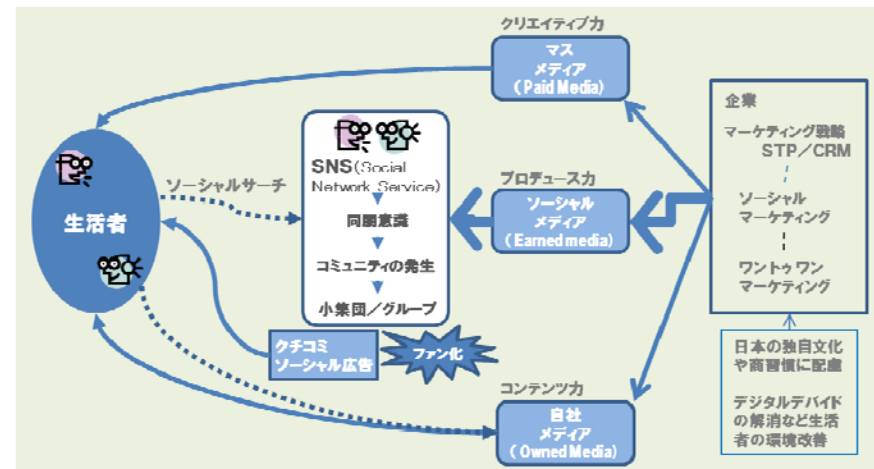 クリエイティブ力
マス
メディア
(Paid Media)
企業
マーケティング戦略
STP/CRM
ソーシャル
マーケティング
ワントゥワン
マーケティング
SNS(Social
Network Service)
同朋意識
コミュニティの発生
小集団/グループ
ソーシャルサーチ
生活者
プロデュース力
ソーシャル
メディア
(Earned media)
クチコミ
ソーシャル広告
ファン化
コンテンツ力
自社
メディア
(Owned Media)
日本の独自文化
や商習慣に配慮
デジタルデバイド
の解消など生活
者の環境改善